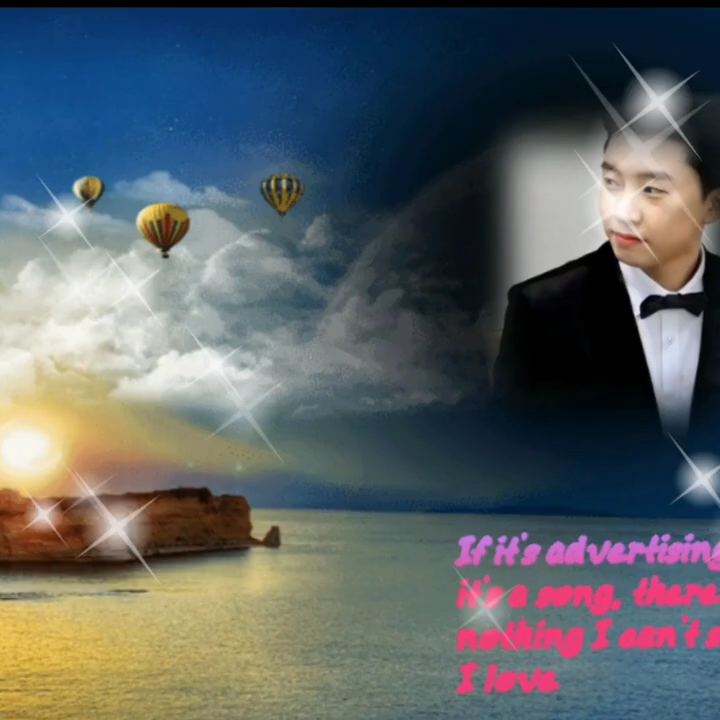 If it's advertising
it's a song, there
nothing I can't s
I love